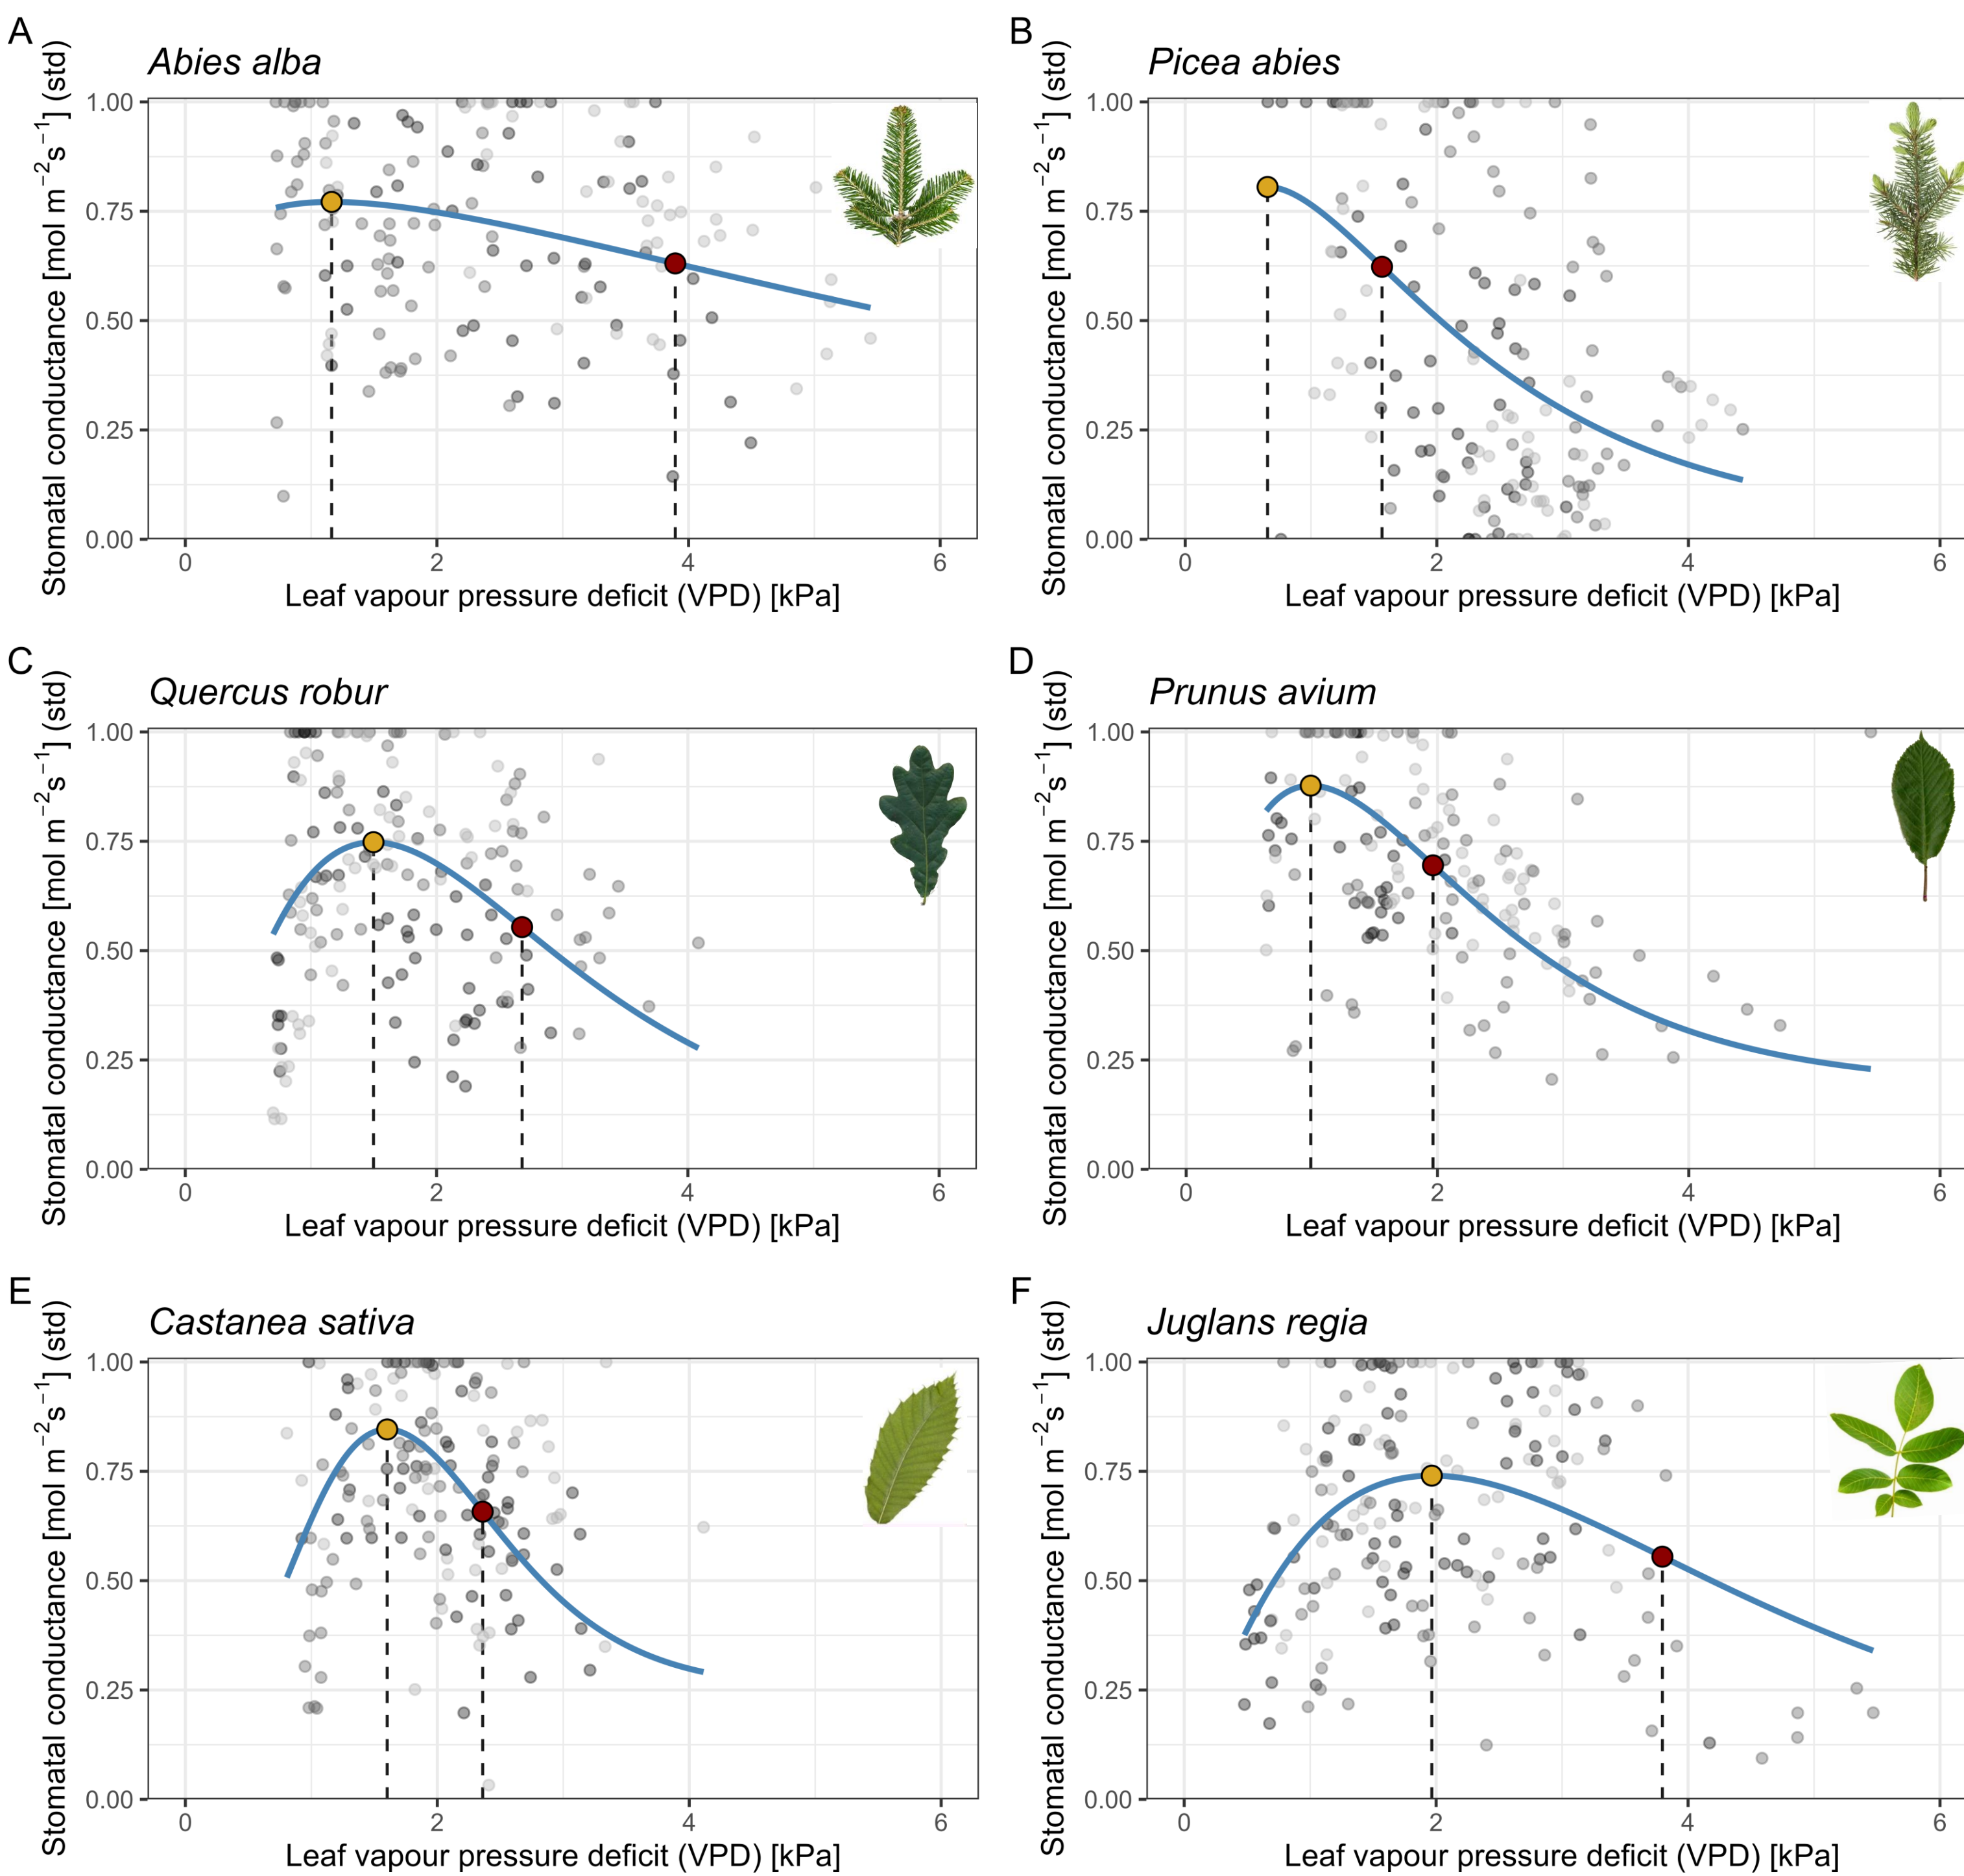 A
Abies alba
Stomatal conductance [mol m⁻²s⁻¹] (std)
1.00
0.75
0.50
0.25
0.00
0 2 4 6
Leaf vapour pressure deficit (VPD) [kPa]
B
Picea abies
Stomatal conductance [mol m⁻²s⁻¹] (std)
1.00
0.75
0.50
0.25
0.00
0 2 4 6
Leaf vapour pressure deficit (VPD) [kPa]
C
Quercus robur
Stomatal conductance [mol m⁻²s⁻¹] (std)
1.00
0.75
0.50
0.25
0.00
0 2 4 6
Leaf vapour pressure deficit (VPD) [kPa]
D
Prunus avium
Stomatal conductance [mol m⁻²s⁻¹] (std)
1.00
0.75
0.50
0.25
0.00
0 2 4 6
Leaf vapour pressure deficit (VPD) [kPa]
E
Castanea sativa
Stomatal conductance [mol m⁻²s⁻¹] (std)
1.00
0.75
0.50
0.25
0.00
0 2 4 6
Leaf vapour pressure deficit (VPD) [kPa]
F
Juglans regia
Stomatal conductance [mol m⁻²s⁻¹] (std)
1.00
0.75
0.50
0.25
0.00
0 2 4 6
Leaf vapour pressure deficit (VPD) [kPa]